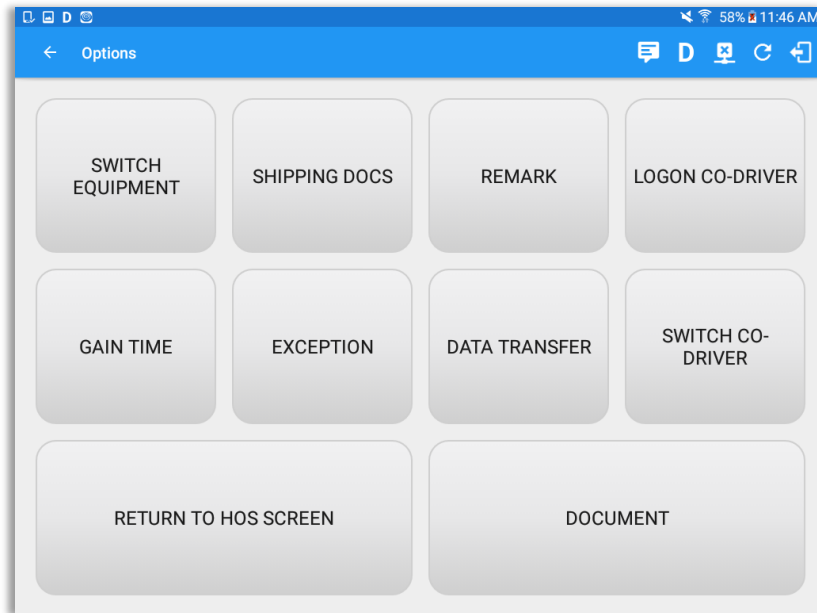 D
58% 11:46 AM
Options
D
SWITCH
EQUIPMENT
SHIPPING DOCS
REMARK
LOGON CO-DRIVER
GAIN TIME
EXCEPTION
DATA TRANSFER
SWITCH CO-
DRIVER
RETURN TO HOS SCREEN
DOCUMENT